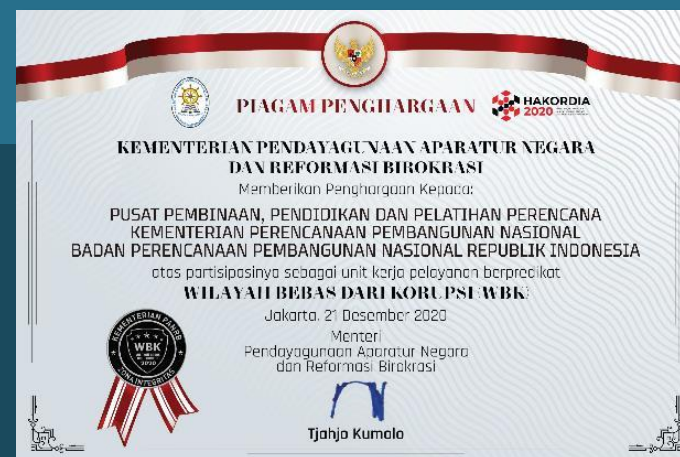 PIAGAM PENGHARGAAN
HAKORDIA
2020
KEMENTERIAN PENDAYAGUNAAN APARATUR NEGARA
DAN REFORMASI BIROKRASI
Memberikan Penghargaan Kepada:
PUSAT PEMBINAAN, PENDIDIKAN DAN PELATIHAN PERENCANA
KEMENTERIAN PERENCANAAN PEMBANGUNAN NASIONAL
BADAN PERENCANAAN PEMBANGUNAN NASIONAL REPUBLIK INDONESIA
atas partisipasinya sebagai unit kerja pelayanan berpredikat
WILAYAH BEBAS DARI KORUPSI (WBK)
Jakarta, 21 Desember 2020
Menteri
Pendayagunaan Aparatur Negara
dan Reformasi Birokrasi
Tjahjo Kumolo
KEMENTERIAN PANRB
WBK
2020
ZONA INTEGRITAS